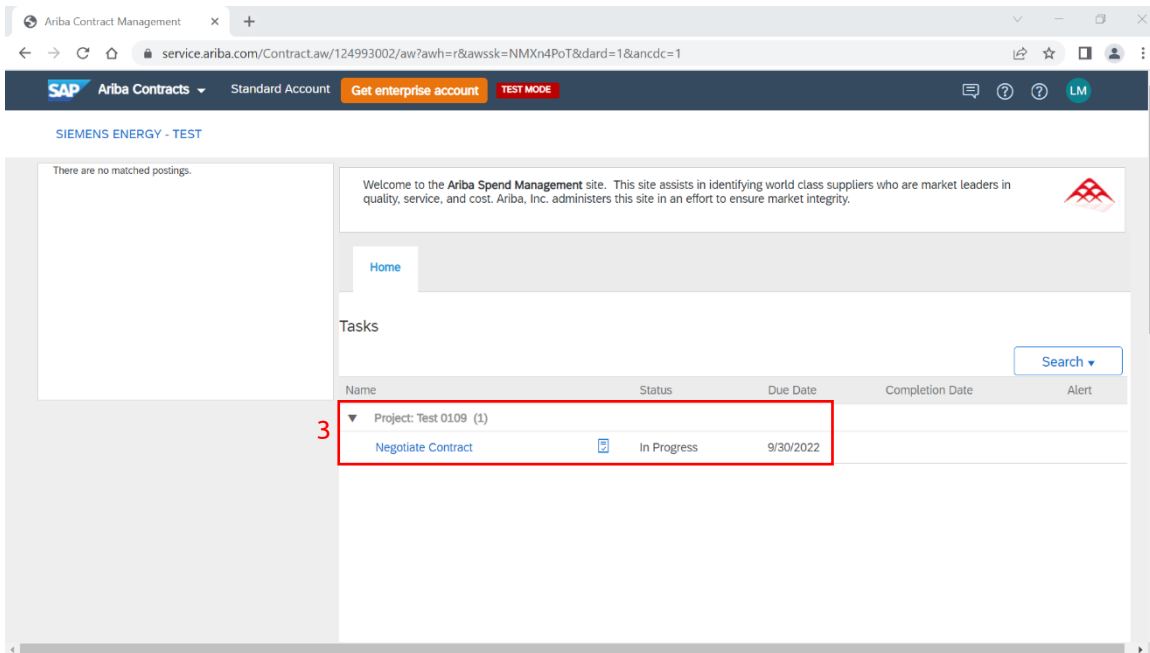 Ariba Contract Management
service.ariba.com/Contract.aw/124993002/aw?awh=r&awssk=NMXn4PoT&dard=1&ancdc=1
SAP Ariba Contracts Standard Account Get enterprise account TEST MODE LM
SIEMENS ENERGY - TEST
There are no matched postings.
Welcome to the Ariba Spend Management site. This site assists in identifying world class suppliers who are market leaders in
quality, service, and cost. Ariba, Inc. administers this site in an effort to ensure market integrity.
Home
Tasks
Search
Name Status Due Date Completion Date Alert
3
Project: Test 0109 (1)
Negotiate Contract In Progress 9/30/2022